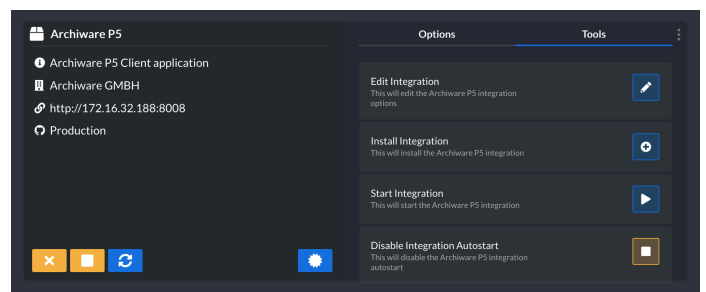 Archiware P5
Archiware P5 Client application
Archiware GMBH
http://172.16.32.188:8008
Production
Options
Tools
Edit Integration
This will edit the Archiware P5 integration
options
Install Integration
This will install the Archiware P5 integration
Start Integration
This will start the Archiware P5 integration
Disable Integration Autostart
This will disable the Archiware P5 integration
autostart